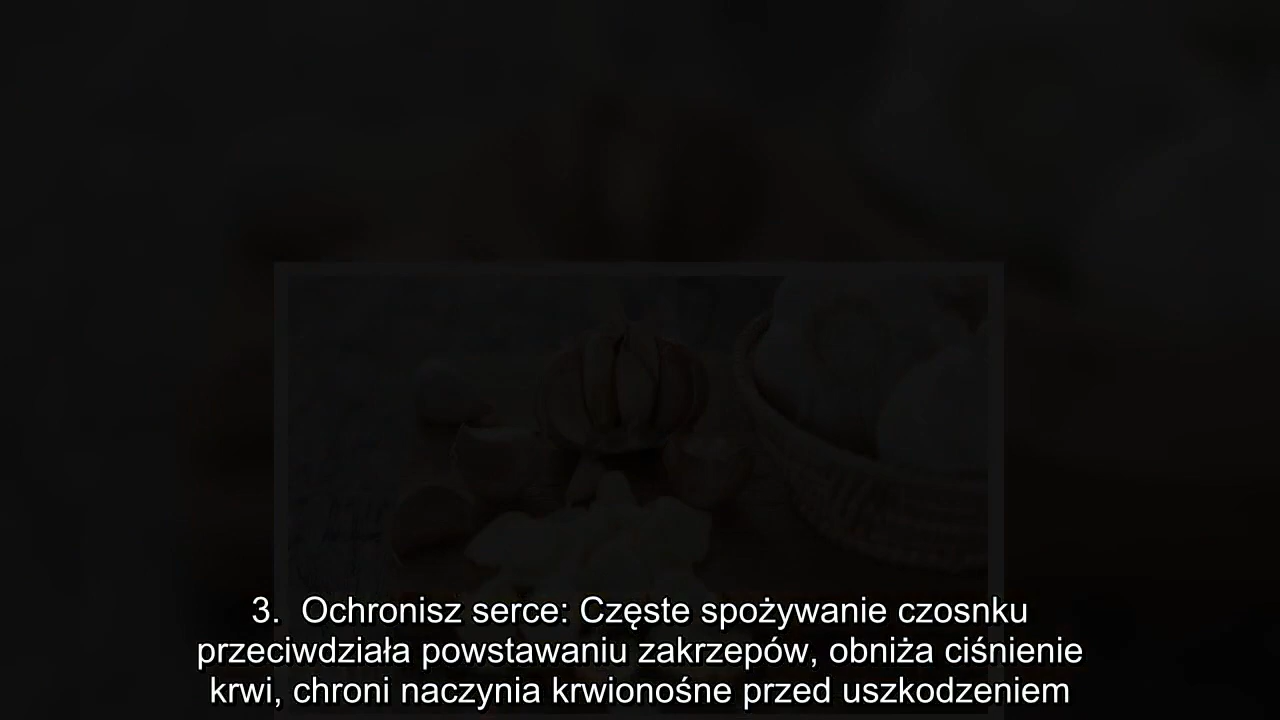 3. Ochronisz serce: Częste spożywanie czosnku
przeciwdziała powstawaniu zakrzepów, obniża ciśnienie
krwi, chroni naczynia krwionośne przed uszkodzeniem